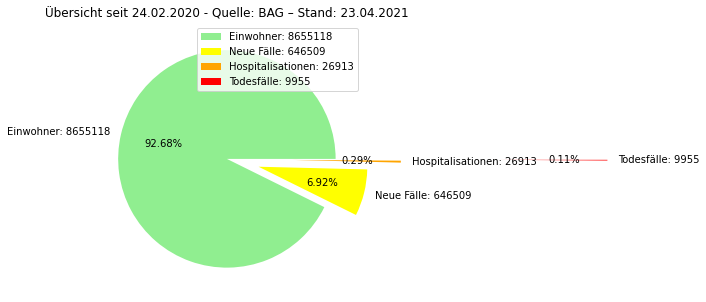 Übersicht seit 24.02.2020 - Quelle: BAG – Stand: 23.04.2021
Einwohner: 8655118
Neue Fälle: 646509
Hospitalisationen: 26913
Todesfälle: 9955
Einwohner: 8655118
92.68%
0.29%
Hospitalisationen: 26913
0.11%
Todesfälle: 9955
6.92%
Neue Fälle: 646509